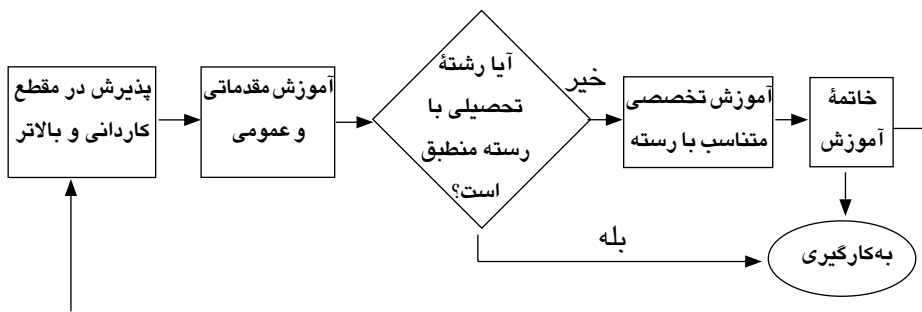 پذیرش در مقطع
کاردانی و بالاتر
آموزش مقدماتی
و عمومی
آیا رشتهٔ
تحصیلی با
رسته منطبق
است؟
خیر
آموزش تخصصی
متناسب با رسته
خاتمهٔ
آموزش
بله
به‌کارگیری